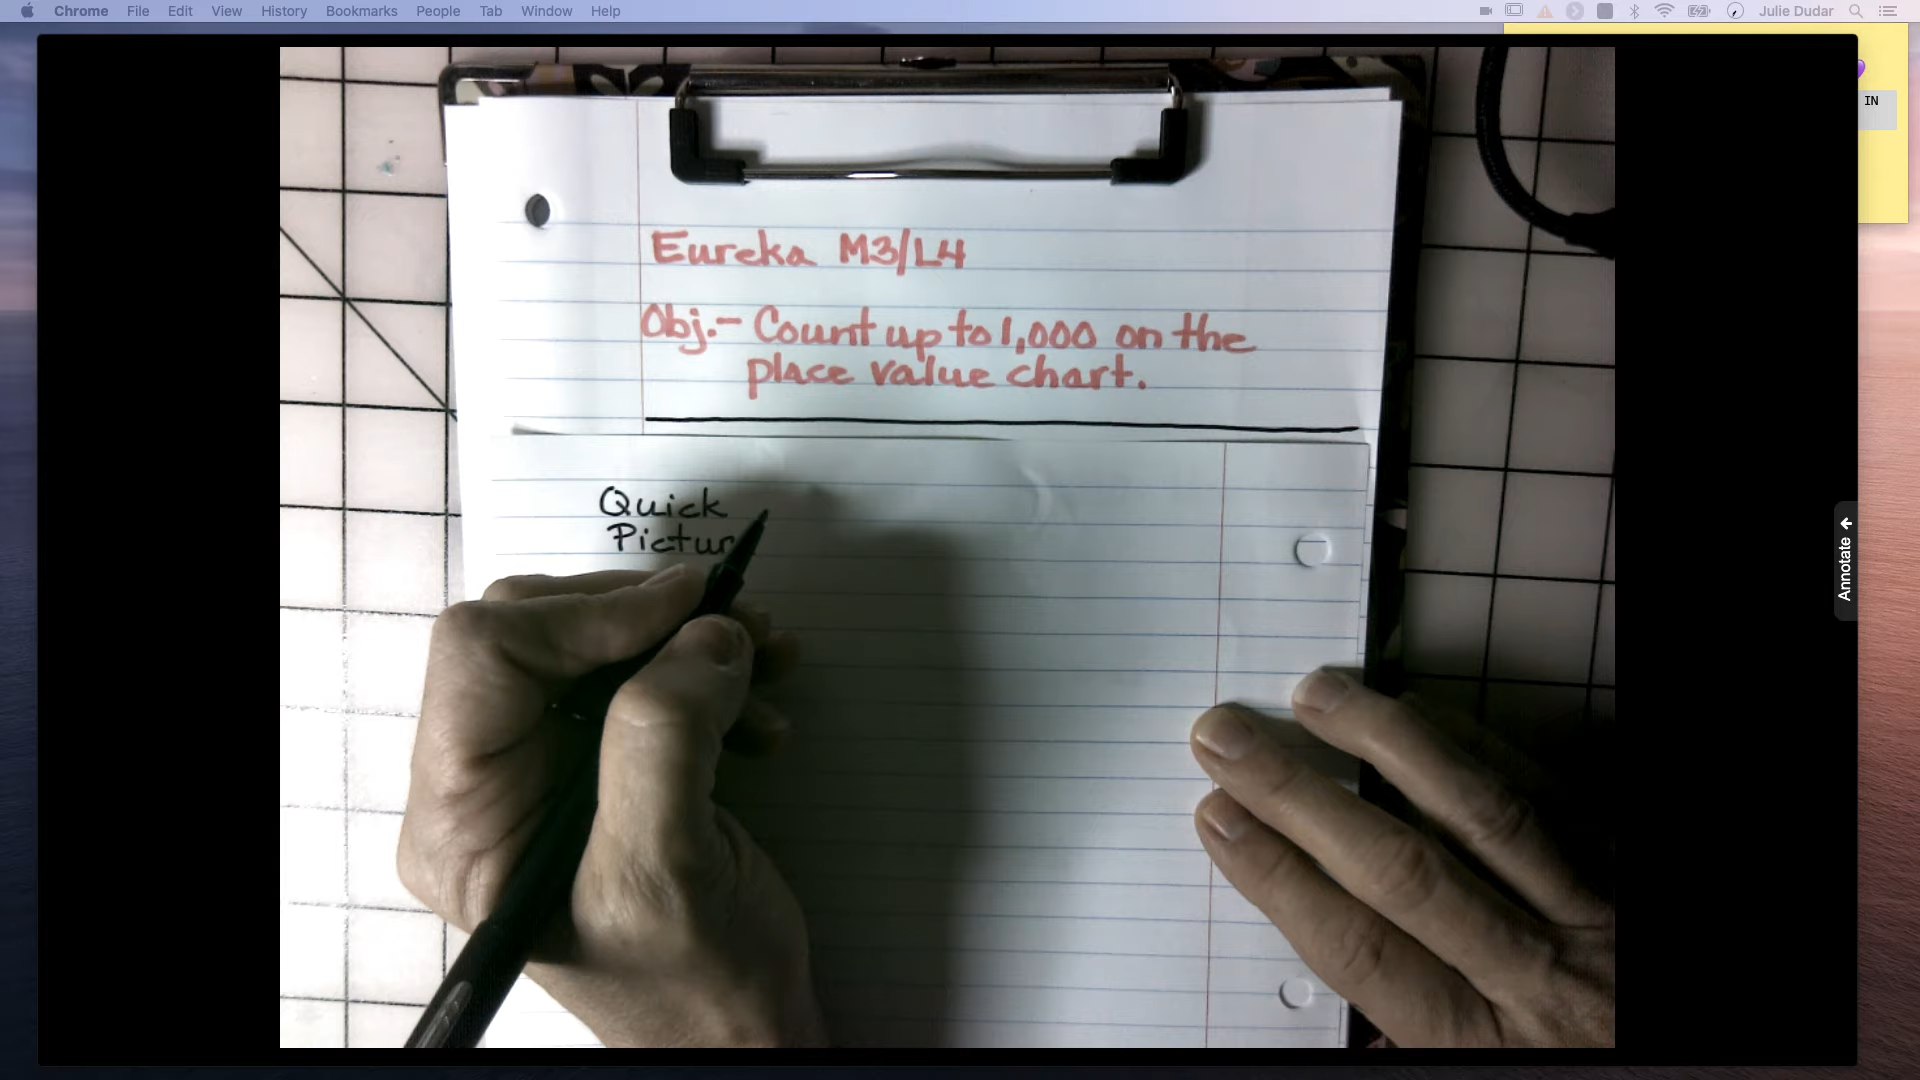 Chrome File Edit View History Bookmarks People Tab Window Help Julie Dudar
IN
Eureka M3/L4
Obj.- Count up to 1,000 on the
place value chart.
Quick
Pictur
Annotate